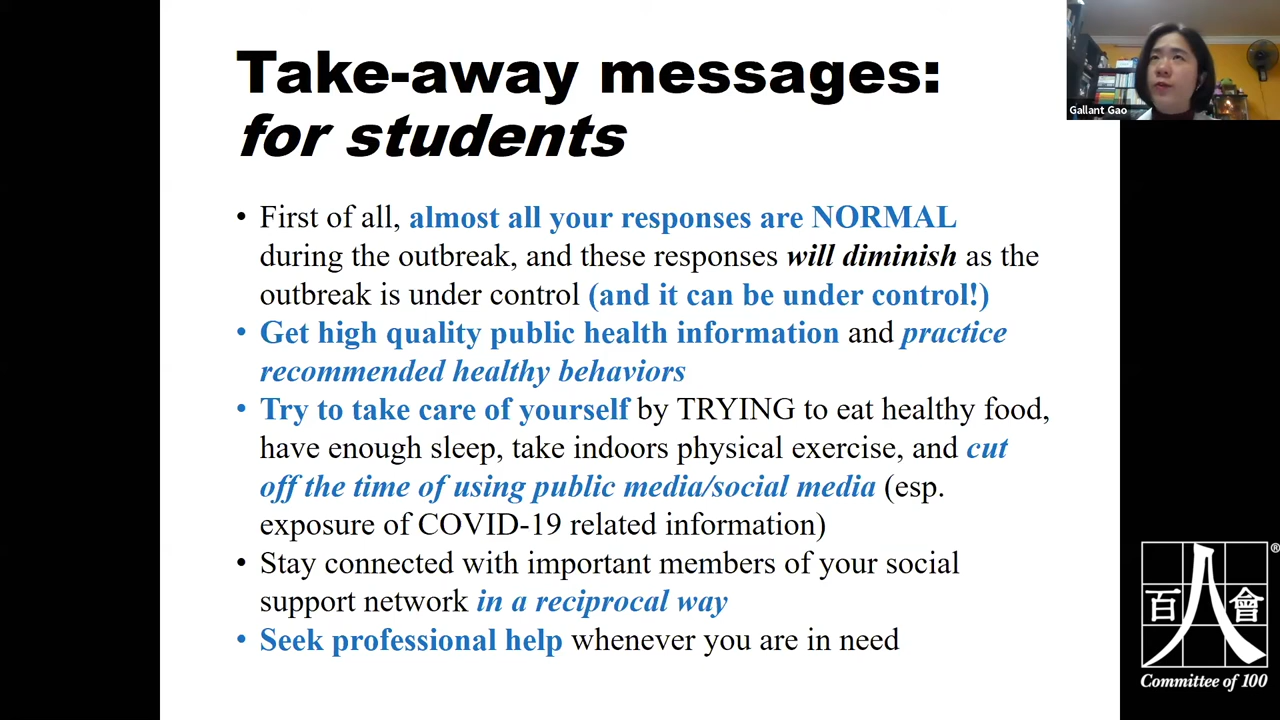 Take-away messages:
for students
• First of all, almost all your responses are NORMAL
during the outbreak, and these responses will diminish as the
outbreak is under control (and it can be under control!)
• Get high quality public health information and practice
recommended healthy behaviors
• Try to take care of yourself by TRYING to eat healthy food,
have enough sleep, take indoors physical exercise, and cut
off the time of using public media/social media (esp.
exposure of COVID-19 related information)
• Stay connected with important members of your social
support network in a reciprocal way
• Seek professional help whenever you are in need
Gallant Gao
百人會®
Committee of 100